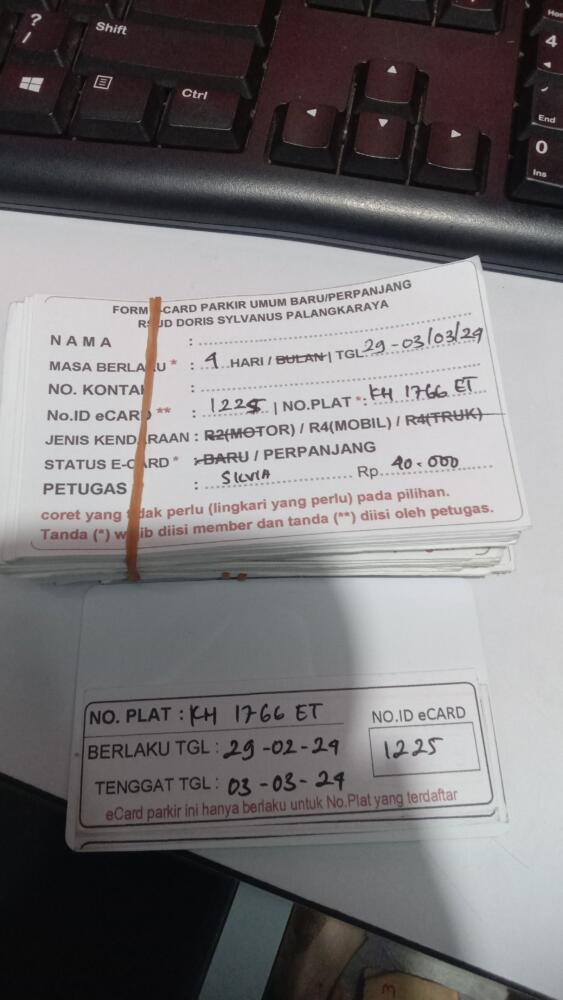 ?
/
Shift
Ctrl
Hom
4
End
0
Ins
FORM E-CARD PARKIR UMUM BARU/PERPANJANG
RSUD DORIS SYLVANUS PALANGKARAYA
NAMA :
MASA BERLAKU * : 4 HARI / BULAN | TGL 29-03/03/24
NO. KONTAK :
No.ID eCARD ** : 1225 | NO.PLAT * : KH 1766 ET
JENIS KENDARAAN : R2(MOTOR) / R4(MOBIL) / R4(TRUK)
STATUS E-CARD * : BARU / PERPANJANG
PETUGAS : SILVIA Rp. 40.000
coret yang tidak perlu (lingkari yang perlu) pada pilihan.
Tanda (*) wajib diisi member dan tanda (**) diisi oleh petugas.
NO. PLAT : KH 1766 ET
NO.ID eCARD
BERLAKU TGL : 29-02-24
1225
TENGGAT TGL : 03-03-24
eCard parkir ini hanya berlaku untuk No.Plat yang terdaftar